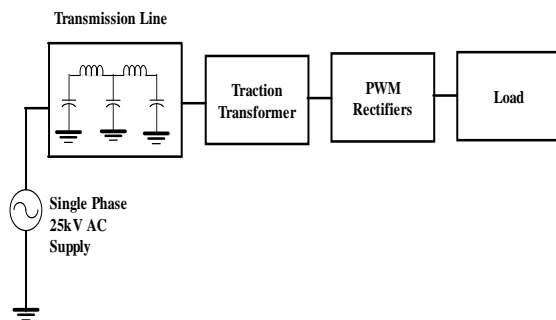 Transmission Line
Traction
Transformer
PWM
Rectifiers
Load
Single Phase
25kV AC
Supply